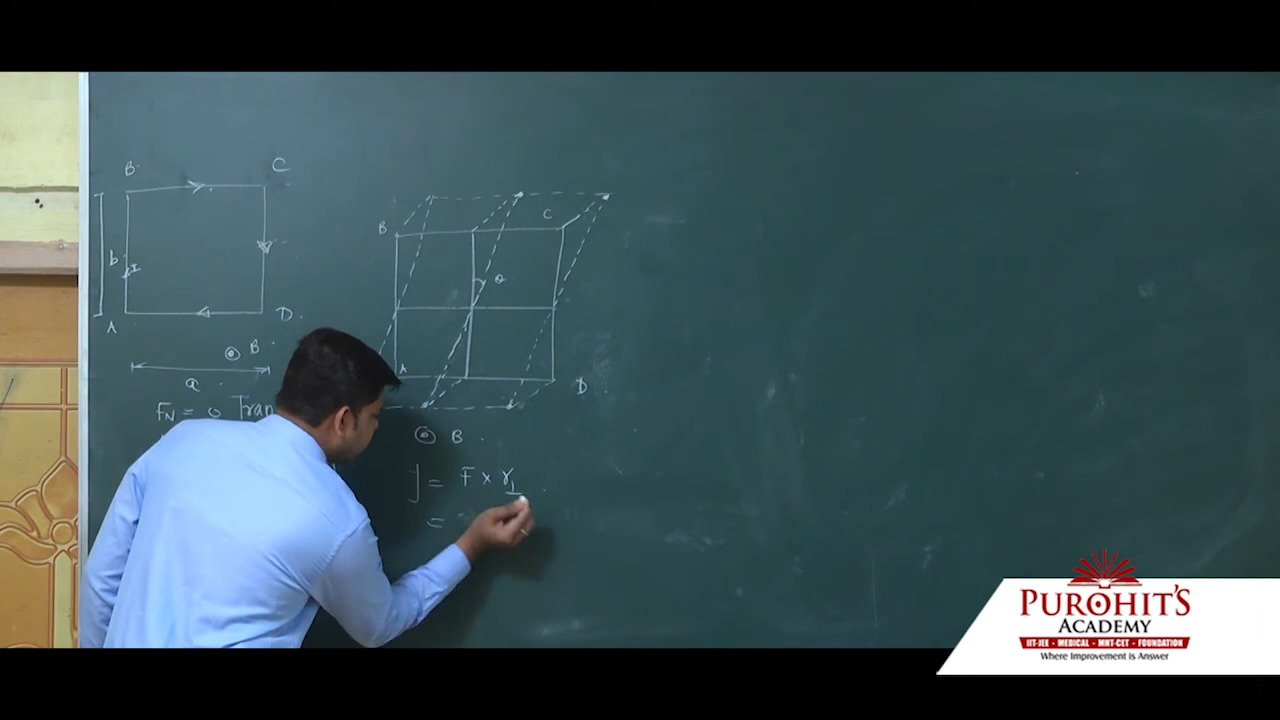 B
C
b
I
A
D
B
a
F_N = 0 Tran
B
C
θ
A
D
B
J = F × r⊥
=
PUROHIT'S
ACADEMY
IIT-JEE - MEDICAL - MHT-CET - FOUNDATION
Where Improvement is Answer